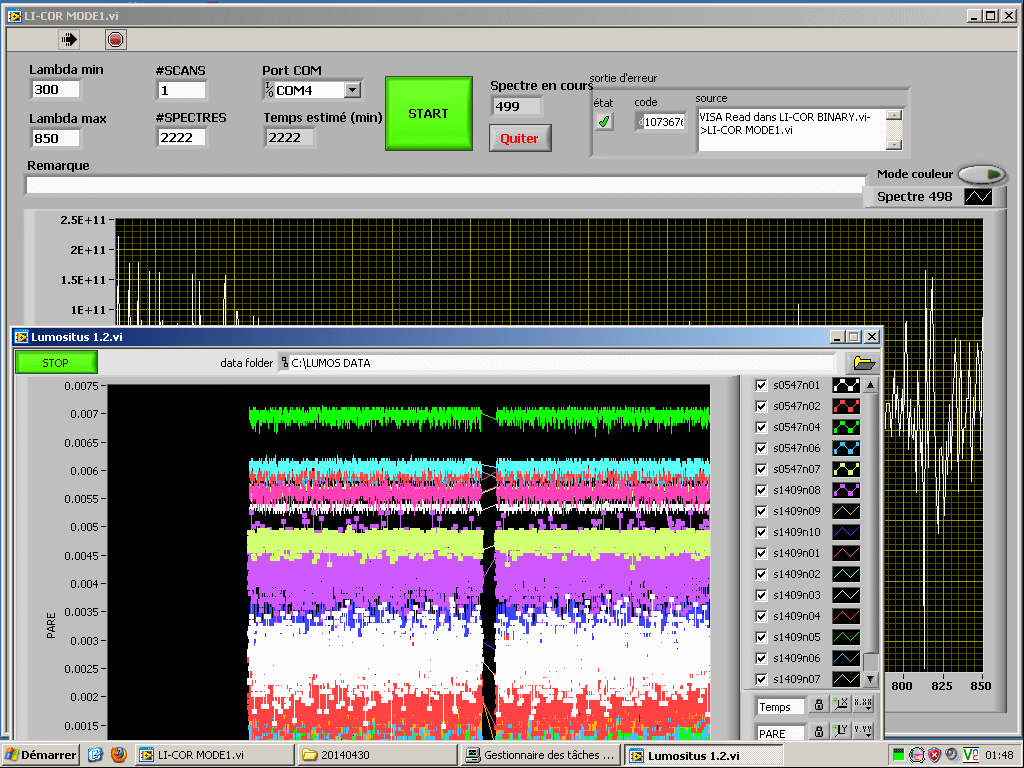 LI-COR MODE1.vi
Lambda min
#SCANS
Port COM
300
1
COM4
Lambda max
#SPECTRES
Temps estimé (min)
850
2222
2222
START
Spectre en cours
499
Quiter
sortie d'erreur
état
code
source
d 1073676
VISA Read dans LI-COR BINARY.vi-
>LI-COR MODE1.vi
Remarque
Mode couleur
Spectre 498
2.5E+11
2E+11
1.5E+11
1E+11
Lumositus 1.2.vi
STOP
data folder
C:\LUMOS DATA
0.0075
0.007
0.0065
0.006
0.0055
0.005
0.0045
0.004
0.0035
0.003
0.0025
0.002
0.0015
PARE
s0547n01
s0547n02
s0547n04
s0547n06
s0547n07
s1409n08
s1409n09
s1409n10
s1409n01
s1409n02
s1409n03
s1409n04
s1409n05
s1409n06
s1409n07
800
825
850
Temps
X
X.XX
PARE
Y
Y.YY
Démarrer
LI-COR MODE1.vi
20140430
Gestionnaire des tâches ...
Lumositus 1.2.vi
01:48